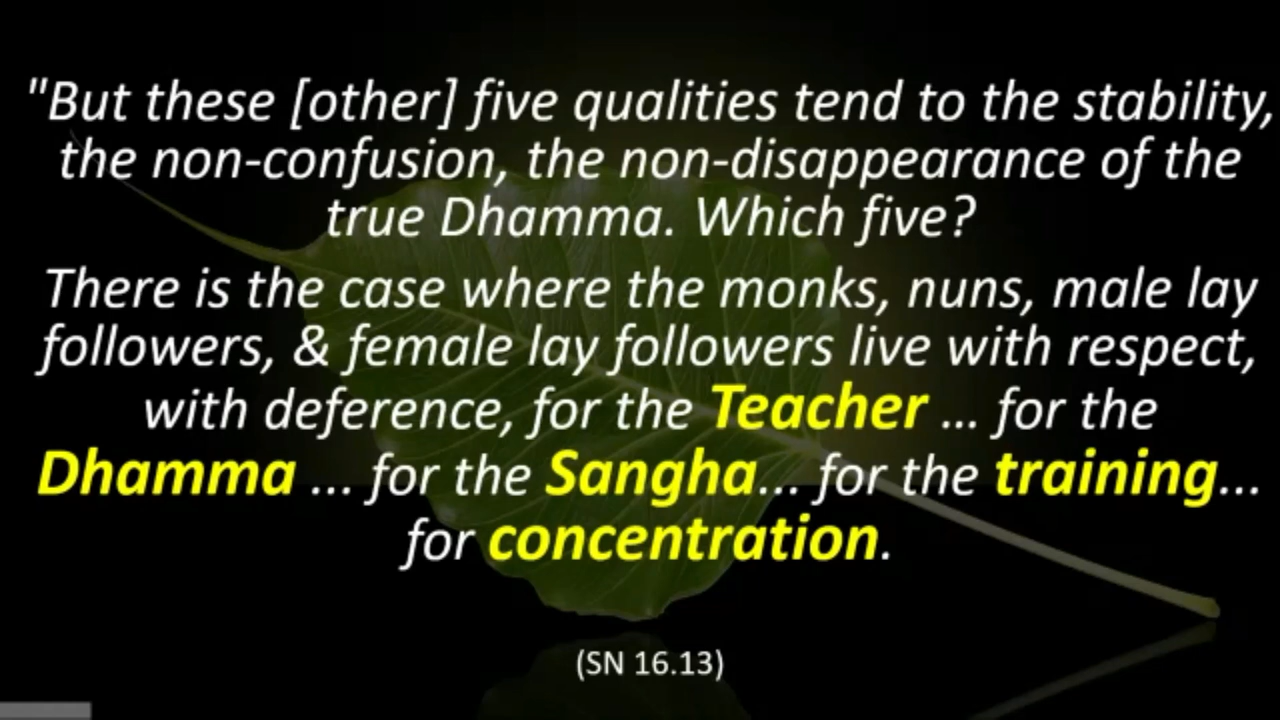 "But these [other] five qualities tend to the stability,
the non-confusion, the non-disappearance of the
true Dhamma. Which five?
There is the case where the monks, nuns, male lay
followers, & female lay followers live with respect,
with deference, for the Teacher ... for the
Dhamma ... for the Sangha... for the training...
for concentration.
(SN 16.13)